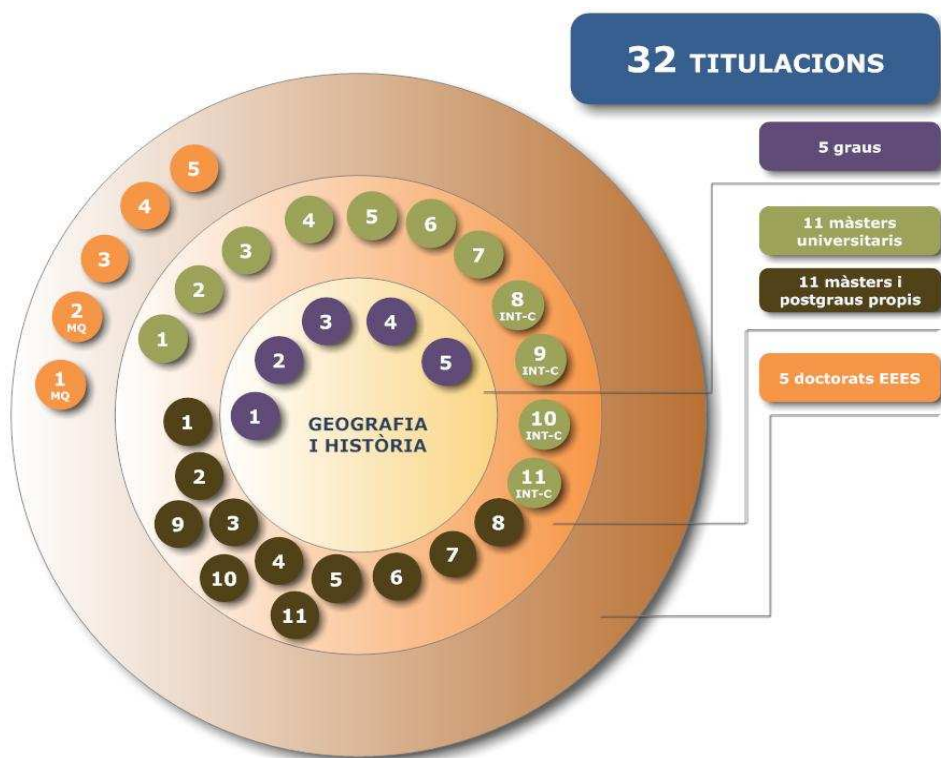 32 TITULACIONS
5 graus
11 màsters
universitaris
11 màsters i
postgraus propis
5 doctorats EEES
GEOGRAFIA
I HISTÒRIA
1
2
3
4
5
1
2
3
4
5
6
7
8
INT-C
9
INT-C
10
INT-C
11
INT-C
1
2
3
4
5
6
7
8
9
10
11
1
MQ
2
MQ
3
4
5